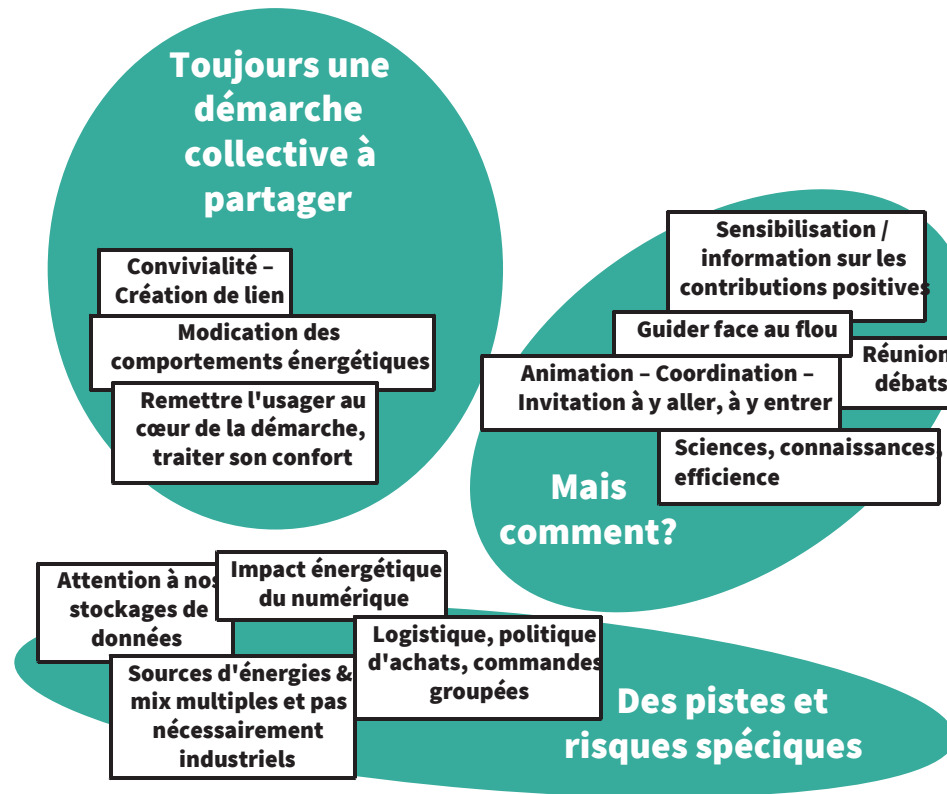 Toujours une
démarche
collective à
partager
Convivialité –
Création de lien
Modication des
comportements énergétiques
Remettre l'usager au
cœur de la démarche,
traiter son confort
Sensibilisation /
information sur les
contributions positives
Guider face au flou
Réunion
débats
Animation – Coordination –
Invitation à y aller, à y entrer
Sciences, connaissances,
efficience
Mais
comment?
Attention à nos
stockages de
données
Impact énergétique
du numérique
Logistique, politique
d'achats, commandes
groupées
Sources d'énergies &
mix multiples et pas
nécessairement
industriels
Des pistes et
risques spéciques